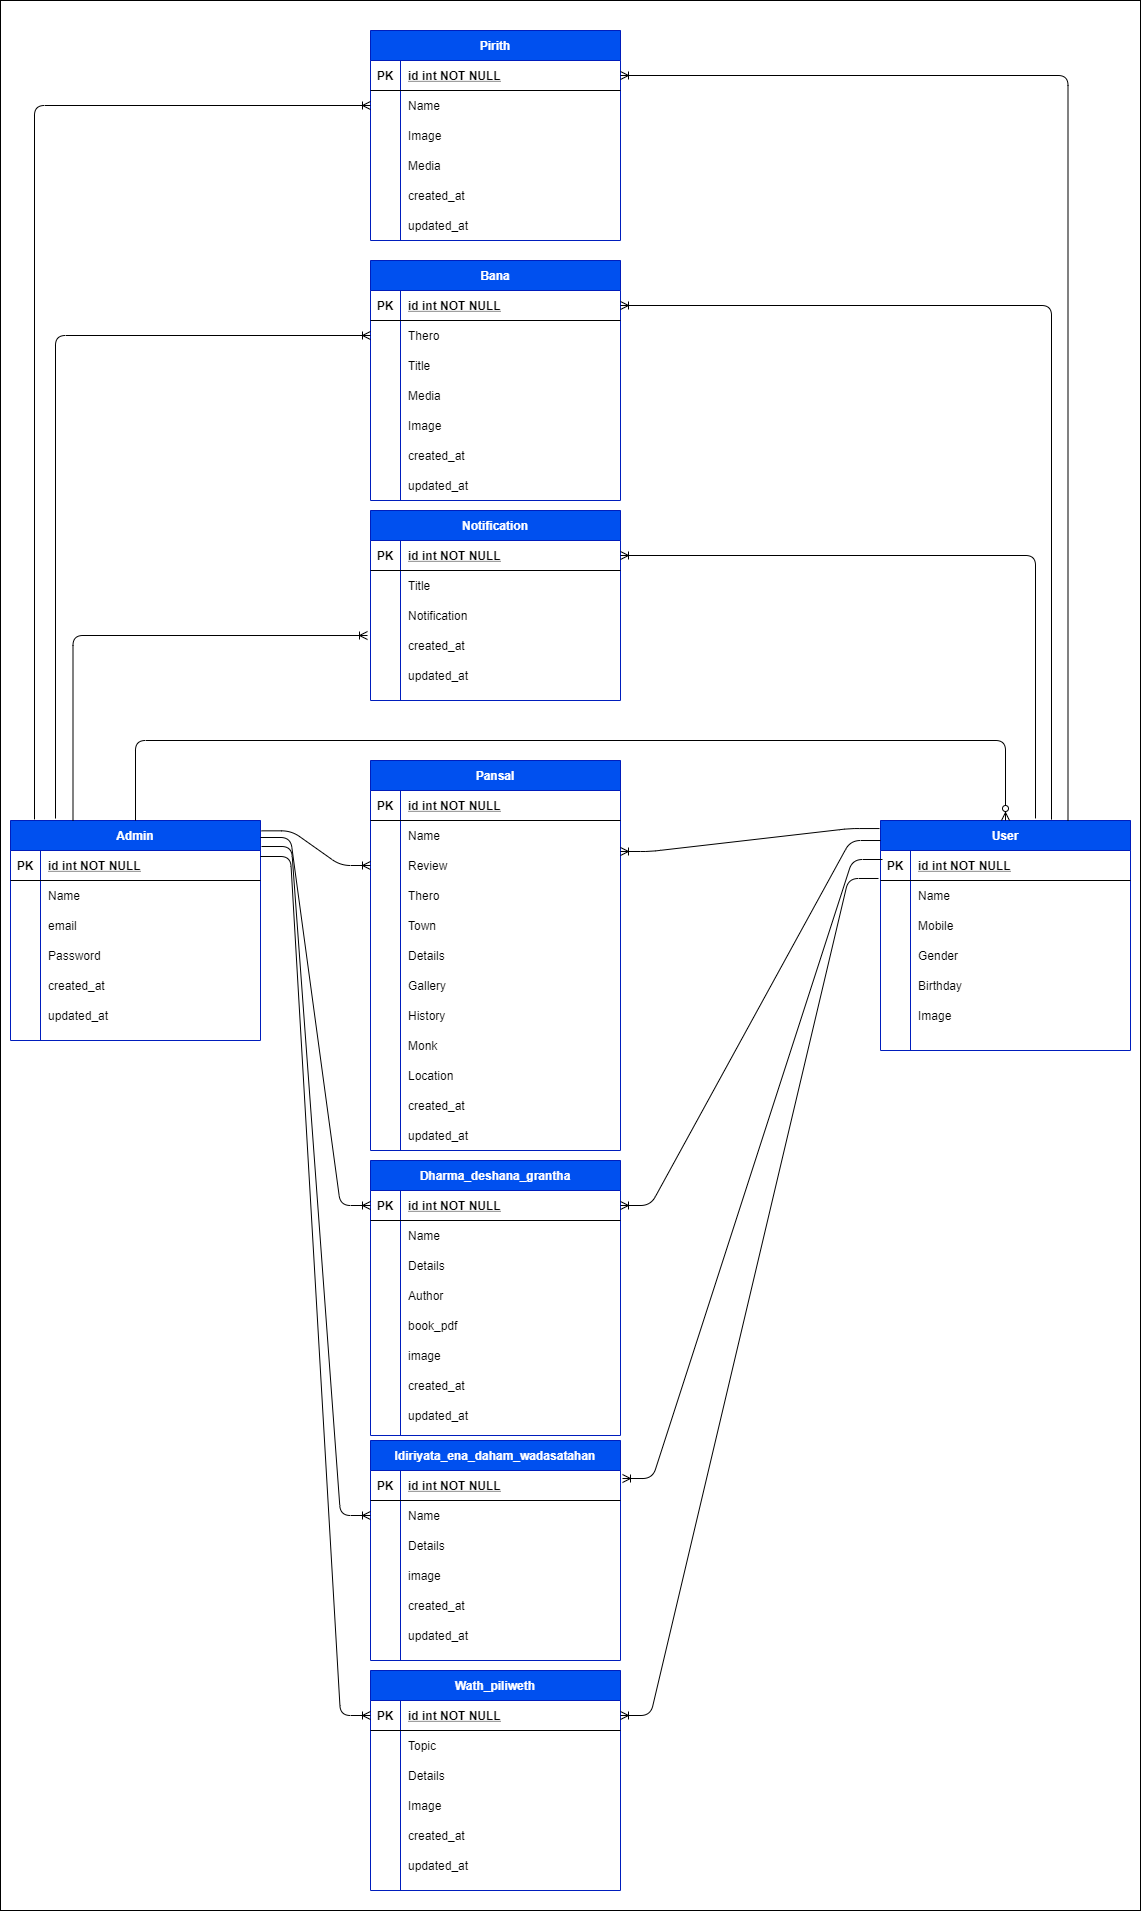 Pirith
PK id int NOT NULL
Name
Image
Media
created_at
updated_at
Bana
PK id int NOT NULL
Thero
Title
Media
Image
created_at
updated_at
Notification
PK id int NOT NULL
Title
Notification
created_at
updated_at
Pansal
PK id int NOT NULL
Name
Review
Thero
Town
Details
Gallery
History
Monk
Location
created_at
updated_at
Admin
PK id int NOT NULL
Name
email
Password
created_at
updated_at
User
PK id int NOT NULL
Name
Mobile
Gender
Birthday
Image
Dharma_deshana_grantha
PK id int NOT NULL
Name
Details
Author
book_pdf
image
created_at
updated_at
Idiriyata_ena_daham_wadasatahan
PK id int NOT NULL
Name
Details
image
created_at
updated_at
Wath_piliweth
PK id int NOT NULL
Topic
Details
Image
created_at
updated_at